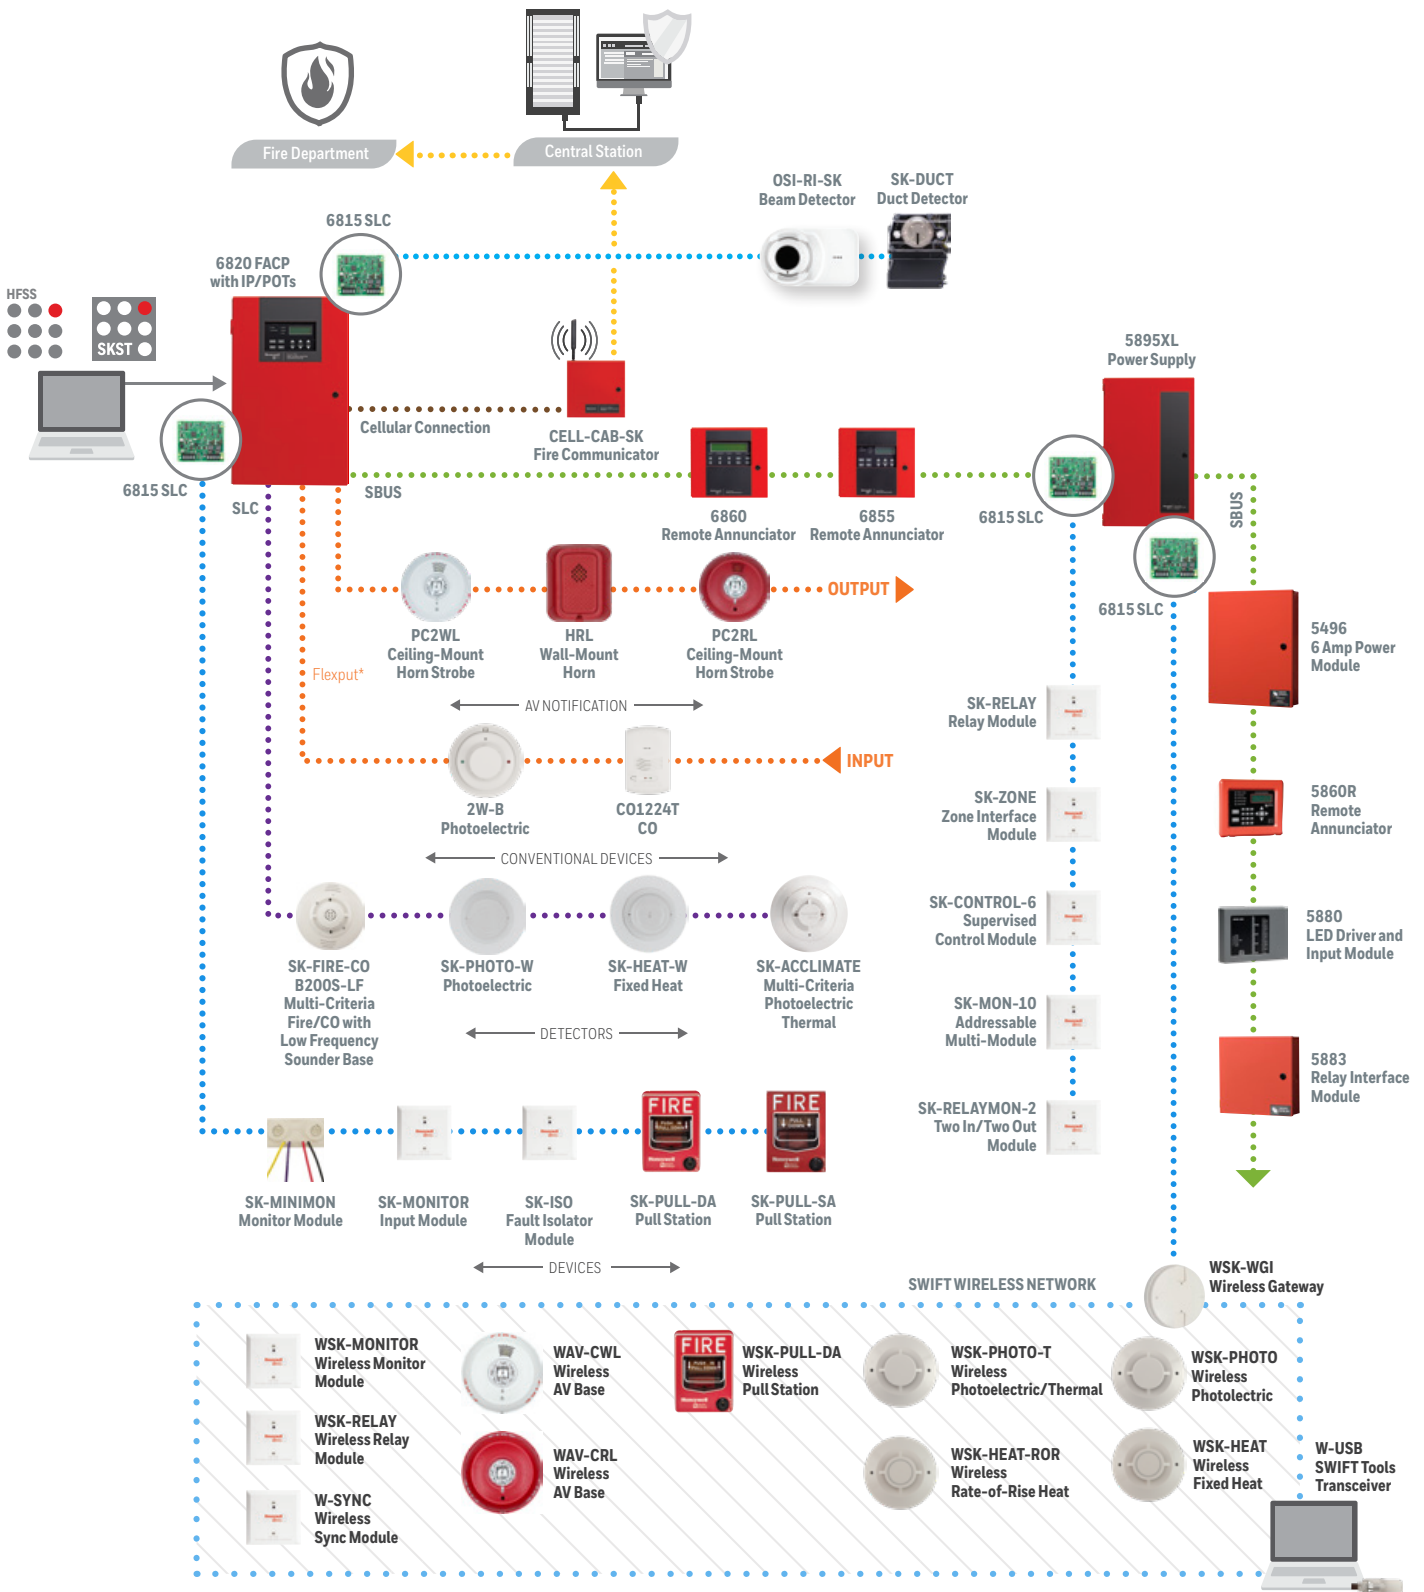 Fire Department
Central Station
OSI-RI-SK
Beam Detector
SK-DUCT
Duct Detector
6815 SLC
6820 FACP
with IP/POTs
HFSS
SKST
5895XL
Power Supply
Cellular Connection
CELL-CAB-SK
Fire Communicator
6815 SLC
SLC
SBUS
6860
Remote Annunciator
6855
Remote Annunciator
6815 SLC
SBUS
6815 SLC
OUTPUT
PC2WL
Ceiling-Mount
Horn Strobe
HRL
Wall-Mount
Horn
PC2RL
Ceiling-Mount
Horn Strobe
5496
6 Amp Power
Module
Flexput*
AV NOTIFICATION
SK-RELAY
Relay Module
INPUT
2W-B
Photoelectric
CO1224T
CO
SK-ZONE
Zone Interface
Module
5860R
Remote
Annunciator
CONVENTIONAL DEVICES
SK-CONTROL-6
Supervised
Control Module
5880
LED Driver and
Input Module
SK-FIRE-CO
B200S-LF
Multi-Criteria
Fire/CO with
Low Frequency
Sounder Base
SK-PHOTO-W
Photoelectric
SK-HEAT-W
Fixed Heat
SK-ACCLIMATE
Multi-Criteria
Photoelectric
Thermal
SK-MON-10
Addressable
Multi-Module
DETECTORS
5883
Relay Interface
Module
FIRE
FIRE
SK-RELAYMON-2
Two In/Two Out
Module
SK-MINIMON
Monitor Module
SK-MONITOR
Input Module
SK-ISO
Fault Isolator
Module
SK-PULL-DA
Pull Station
SK-PULL-SA
Pull Station
DEVICES
SWIFT WIRELESS NETWORK
WSK-WGI
Wireless Gateway
WSK-MONITOR
Wireless Monitor
Module
WAV-CWL
Wireless
AV Base
FIRE
WSK-PULL-DA
Wireless
Pull Station
WSK-PHOTO-T
Wireless
Photoelectric/Thermal
WSK-PHOTO
Wireless
Photolectric
WSK-RELAY
Wireless Relay
Module
WAV-CRL
Wireless
AV Base
WSK-HEAT-ROR
Wireless
Rate-of-Rise Heat
WSK-HEAT
Wireless
Fixed Heat
W-USB
SWIFT Tools
Transceiver
W-SYNC
Wireless
Sync Module